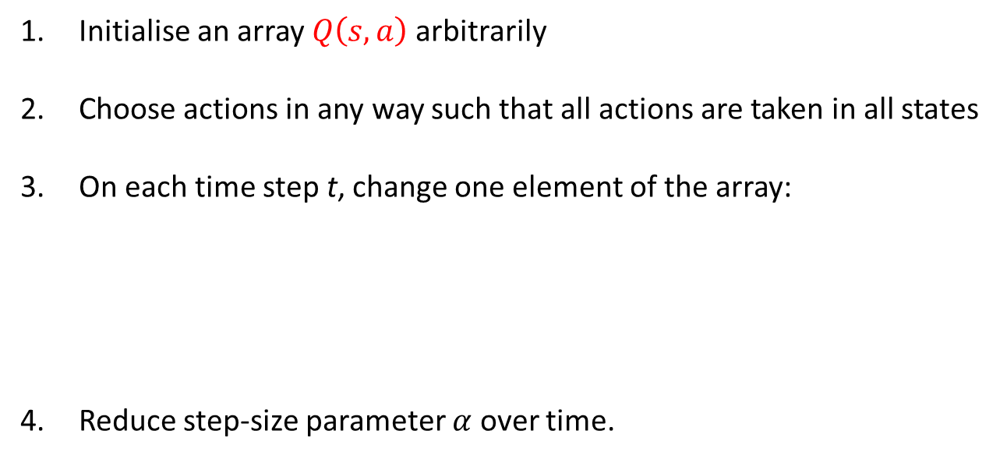 1. Initialise an array Q(s, a) arbitrarily
2. Choose actions in any way such that all actions are taken in all states
3. On each time step t, change one element of the array:
4. Reduce step-size parameter α over time.